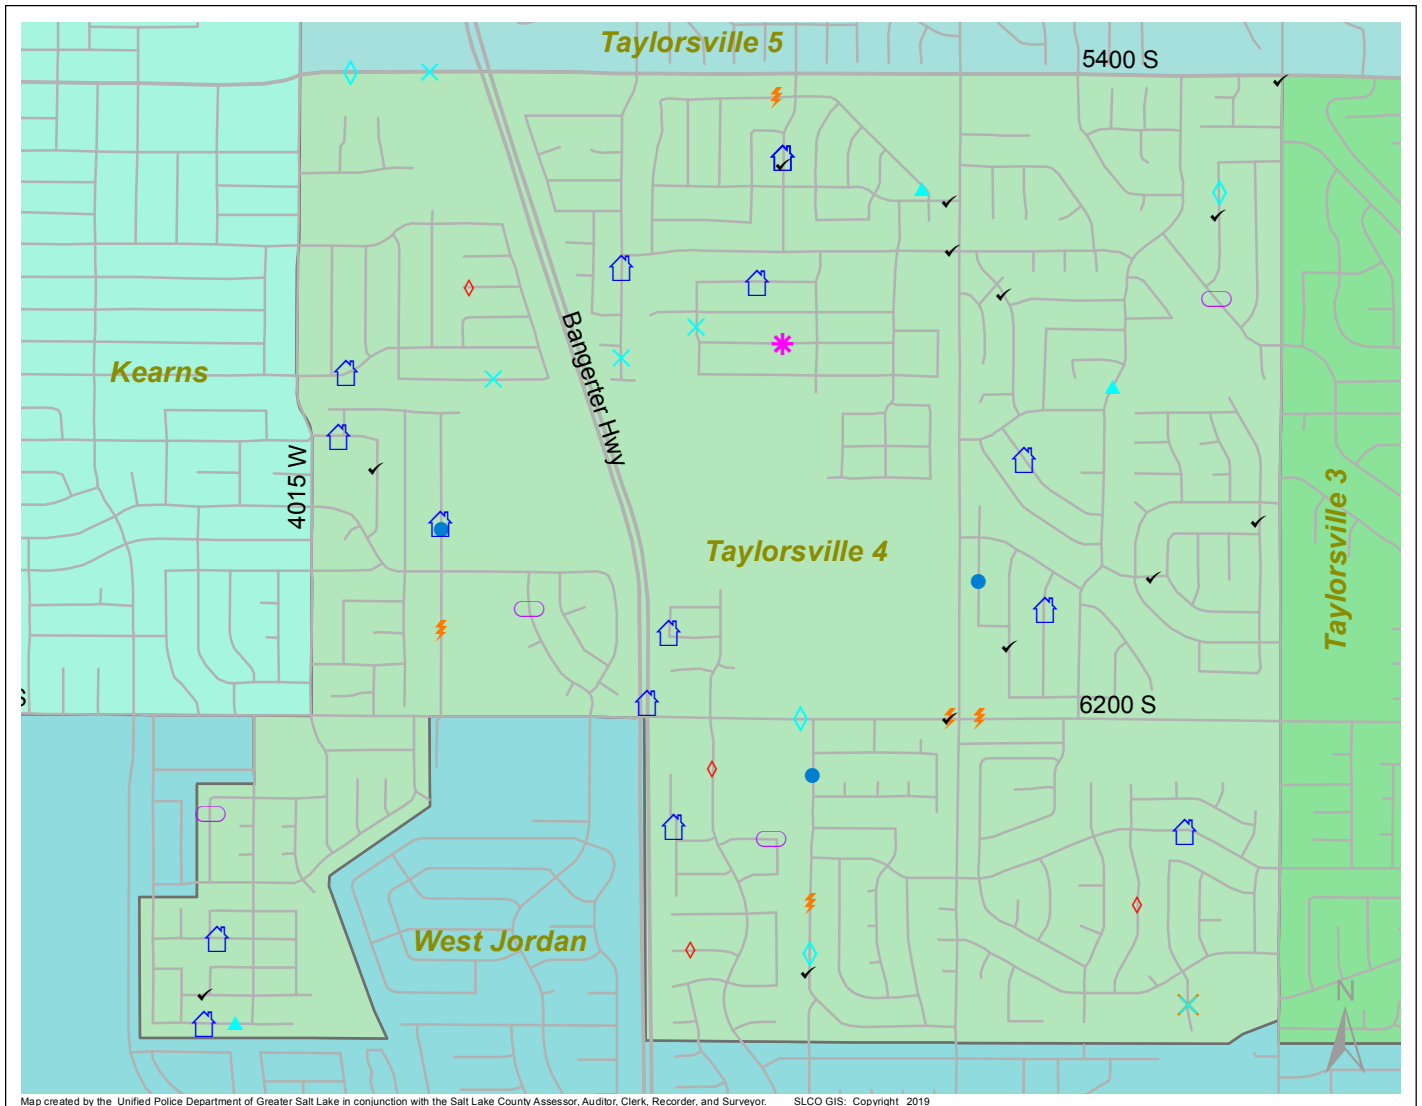 Taylorsville 5
5400 S
Kearns
Bangerter Hwy
4015 W
Taylorsville 4
Taylorsville 3
6200 S
West Jordan
N
Map created by the Unified Police Department of Greater Salt Lake in conjunction with the Salt Lake County Assessor, Auditor, Clerk, Recorder, and Surveyor. SLCO GIS: Copyright 2019